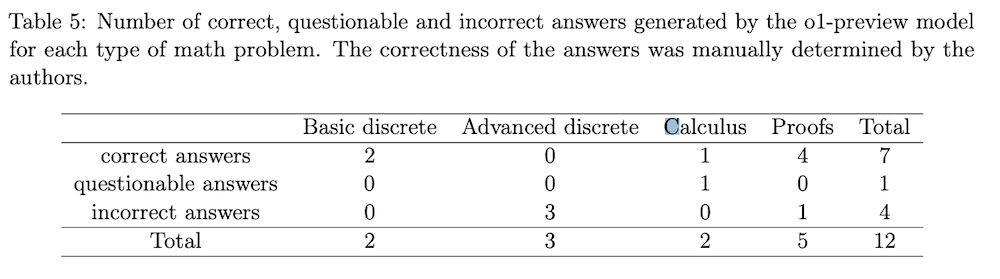 Table 5: Number of correct, questionable and incorrect answers generated by the o1-preview model
for each type of math problem. The correctness of the answers was manually determined by the
authors.
Basic discrete Advanced discrete Calculus Proofs Total
correct answers 2 0 1 4 7
questionable answers 0 0 1 0 1
incorrect answers 0 3 0 1 4
Total 2 3 2 5 12